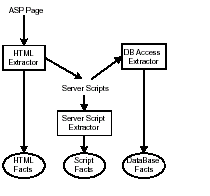 ASP Page
HTML
Extractor
DB Access
Extractor
Server Scripts
Server Script
Extractor
HTML
Facts
Script
Facts
DataBase
Facts